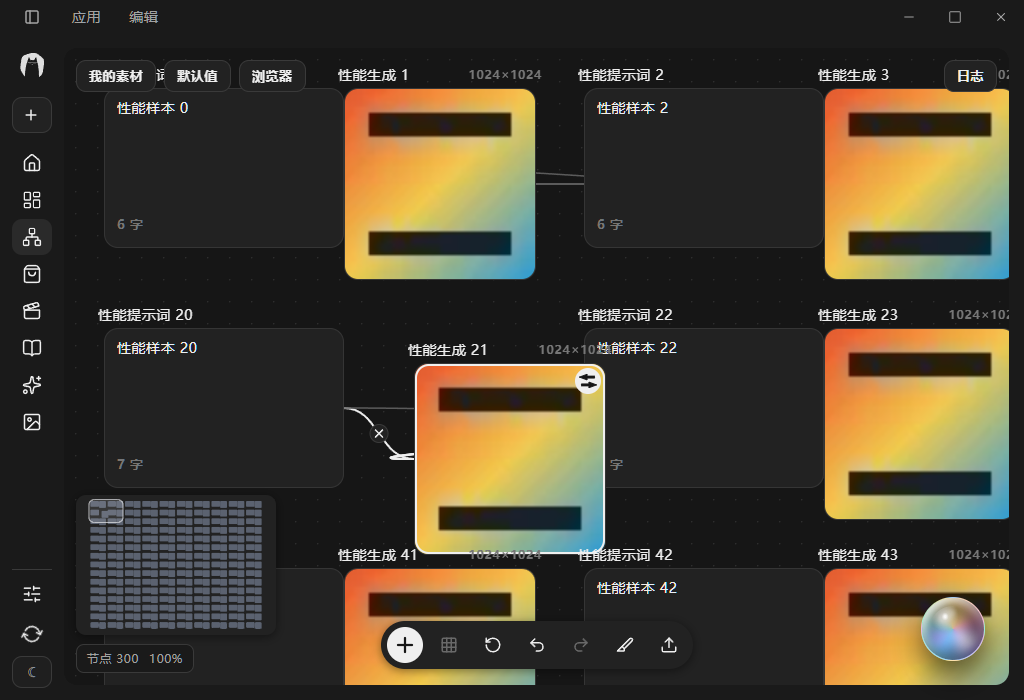 应用 编辑
我的素材 词 默认值 浏览器
性能生成 1 1024×1024
性能提示词 2
性能生成 3
日志
性能样本 0
6 字
性能样本 2
6 字
性能提示词 20
性能样本 20
7 字
性能生成 21
性能提示词 22
性能样本 22
字
性能生成 23
性能生成 41 1024×1024
性能提示词 42
性能样本 42
性能生成 43
节点 300 100%